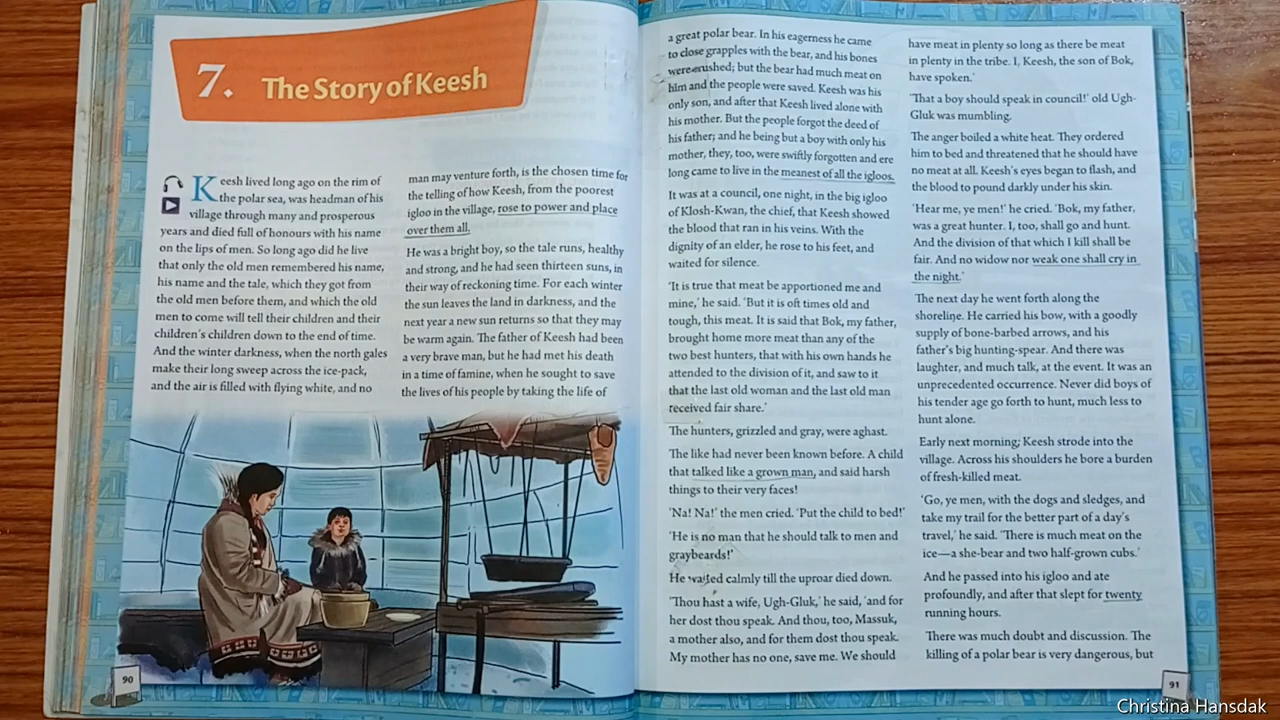 7. The Story of Keesh
Keesh lived long ago on the rim of
the polar sea, was headman of his
village through many and prosperous
years and died full of honours with his name
on the lips of men. So long ago did he live
that only the old men remembered his name,
his name and the tale, which they got from
the old men before them, and which the old
men to come will tell their children and their
children's children down to the end of time.
And the winter darkness, when the north gales
make their long sweep across the ice-pack,
and the air is filled with flying white, and no
man may venture forth, is the chosen time for
the telling of how Keesh, from the poorest
igloo in the village, rose to power and place
over them all.
He was a bright boy, so the tale runs, healthy
and strong, and he had seen thirteen suns, in
their way of reckoning time. For each winter
the sun leaves the land in darkness, and the
next year a new sun returns so that they may
be warm again. The father of Keesh had been
a very brave man, but he had met his death
in a time of famine, when he sought to save
the lives of his people by taking the life of
90
a great polar bear. In his eagerness he came
to close grapples with the bear, and his bones
were crushed; but the bear had much meat on
him and the people were saved. Keesh was his
only son, and after that Keesh lived alone with
his mother. But the people forgot the deed of
his father; and he being but a boy with only his
mother, they, too, were swiftly forgotten and ere
long came to live in the meanest of all the igloos.
It was at a council, one night, in the big igloo
of Klosh-Kwan, the chief, that Keesh showed
the blood that ran in his veins. With the
dignity of an elder, he rose to his feet, and
waited for silence.
'It is true that meat be apportioned me and
mine,' he said. 'But it is oft times old and
tough, this meat. It is said that Bok, my father,
brought home more meat than any of the
two best hunters, that with his own hands he
attended to the division of it, and saw to it
that the last old woman and the last old man
received fair share.'
The hunters, grizzled and gray, were aghast.
The like had never been known before. A child
that talked like a grown man, and said harsh
things to their very faces!
'Na! Na!' the men cried. 'Put the child to bed!'
'He is no man that he should talk to men and
graybeards!'
He waited calmly till the uproar died down.
'Thou hast a wife, Ugh-Gluk,' he said, 'and for
her dost thou speak. And thou, too, Massuk,
a mother also, and for them dost thou speak.
My mother has no one, save me. We should
have meat in plenty so long as there be meat
in plenty in the tribe. I, Keesh, the son of Bok,
have spoken.'
'That a boy should speak in council!' old Ugh-
Gluk was mumbling.
The anger boiled a white heat. They ordered
him to bed and threatened that he should have
no meat at all. Keesh's eyes began to flash, and
the blood to pound darkly under his skin.
'Hear me, ye men!' he cried. 'Bok, my father,
was a great hunter. I, too, shall go and hunt.
And the division of that which I kill shall be
fair. And no widow nor weak one shall cry in
the night.'
The next day he went forth along the
shoreline. He carried his bow, with a goodly
supply of bone-barbed arrows, and his
father's big hunting-spear. And there was
laughter, and much talk, at the event. It was an
unprecedented occurrence. Never did boys of
his tender age go forth to hunt, much less to
hunt alone.
Early next morning; Keesh strode into the
village. Across his shoulders he bore a burden
of fresh-killed meat.
'Go, ye men, with the dogs and sledges, and
take my trail for the better part of a day's
travel,' he said. 'There is much meat on the
ice—a she-bear and two half-grown cubs.'
And he passed into his igloo and ate
profoundly, and after that slept for twenty
running hours.
There was much doubt and discussion. The
killing of a polar bear is very dangerous, but
91
Christina Hansdak